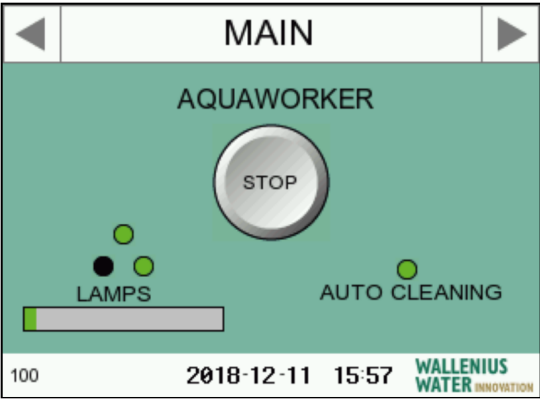 MAIN
AQUAWORKER
STOP
LAMPS
AUTO CLEANING
100
2018-12-11 15:57
WALLENIUS
WATER INNOVATION